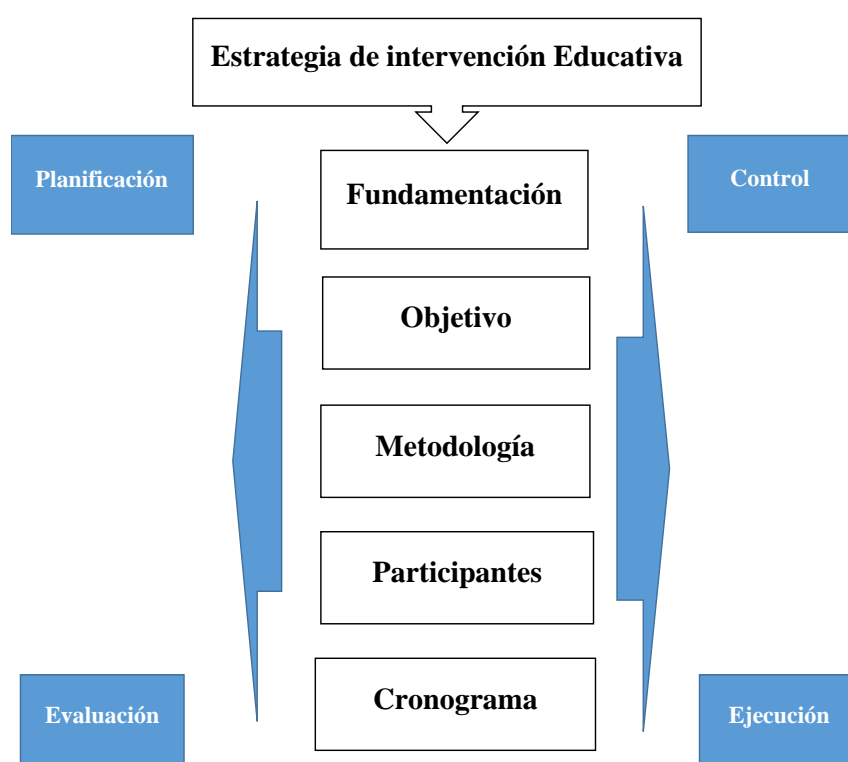 Estrategia de intervención Educativa
Planificación
Fundamentación
Control
Objetivo
Metodología
Participantes
Evaluación
Cronograma
Ejecución